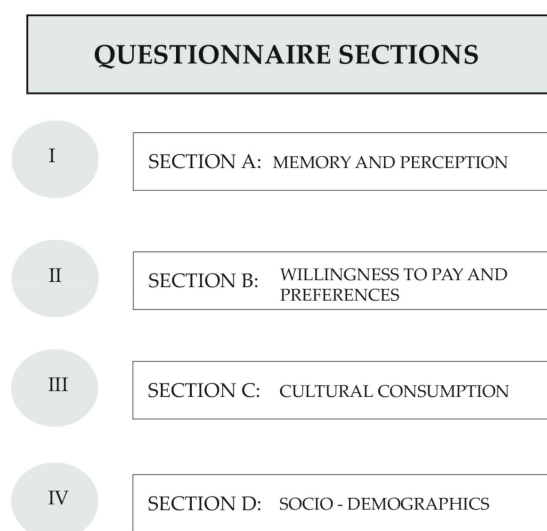 QUESTIONNAIRE SECTIONS
I
SECTION A: MEMORY AND PERCEPTION
II
SECTION B: WILLINGNESS TO PAY AND
PREFERENCES
III
SECTION C: CULTURAL CONSUMPTION
IV
SECTION D: SOCIO - DEMOGRAPHICS